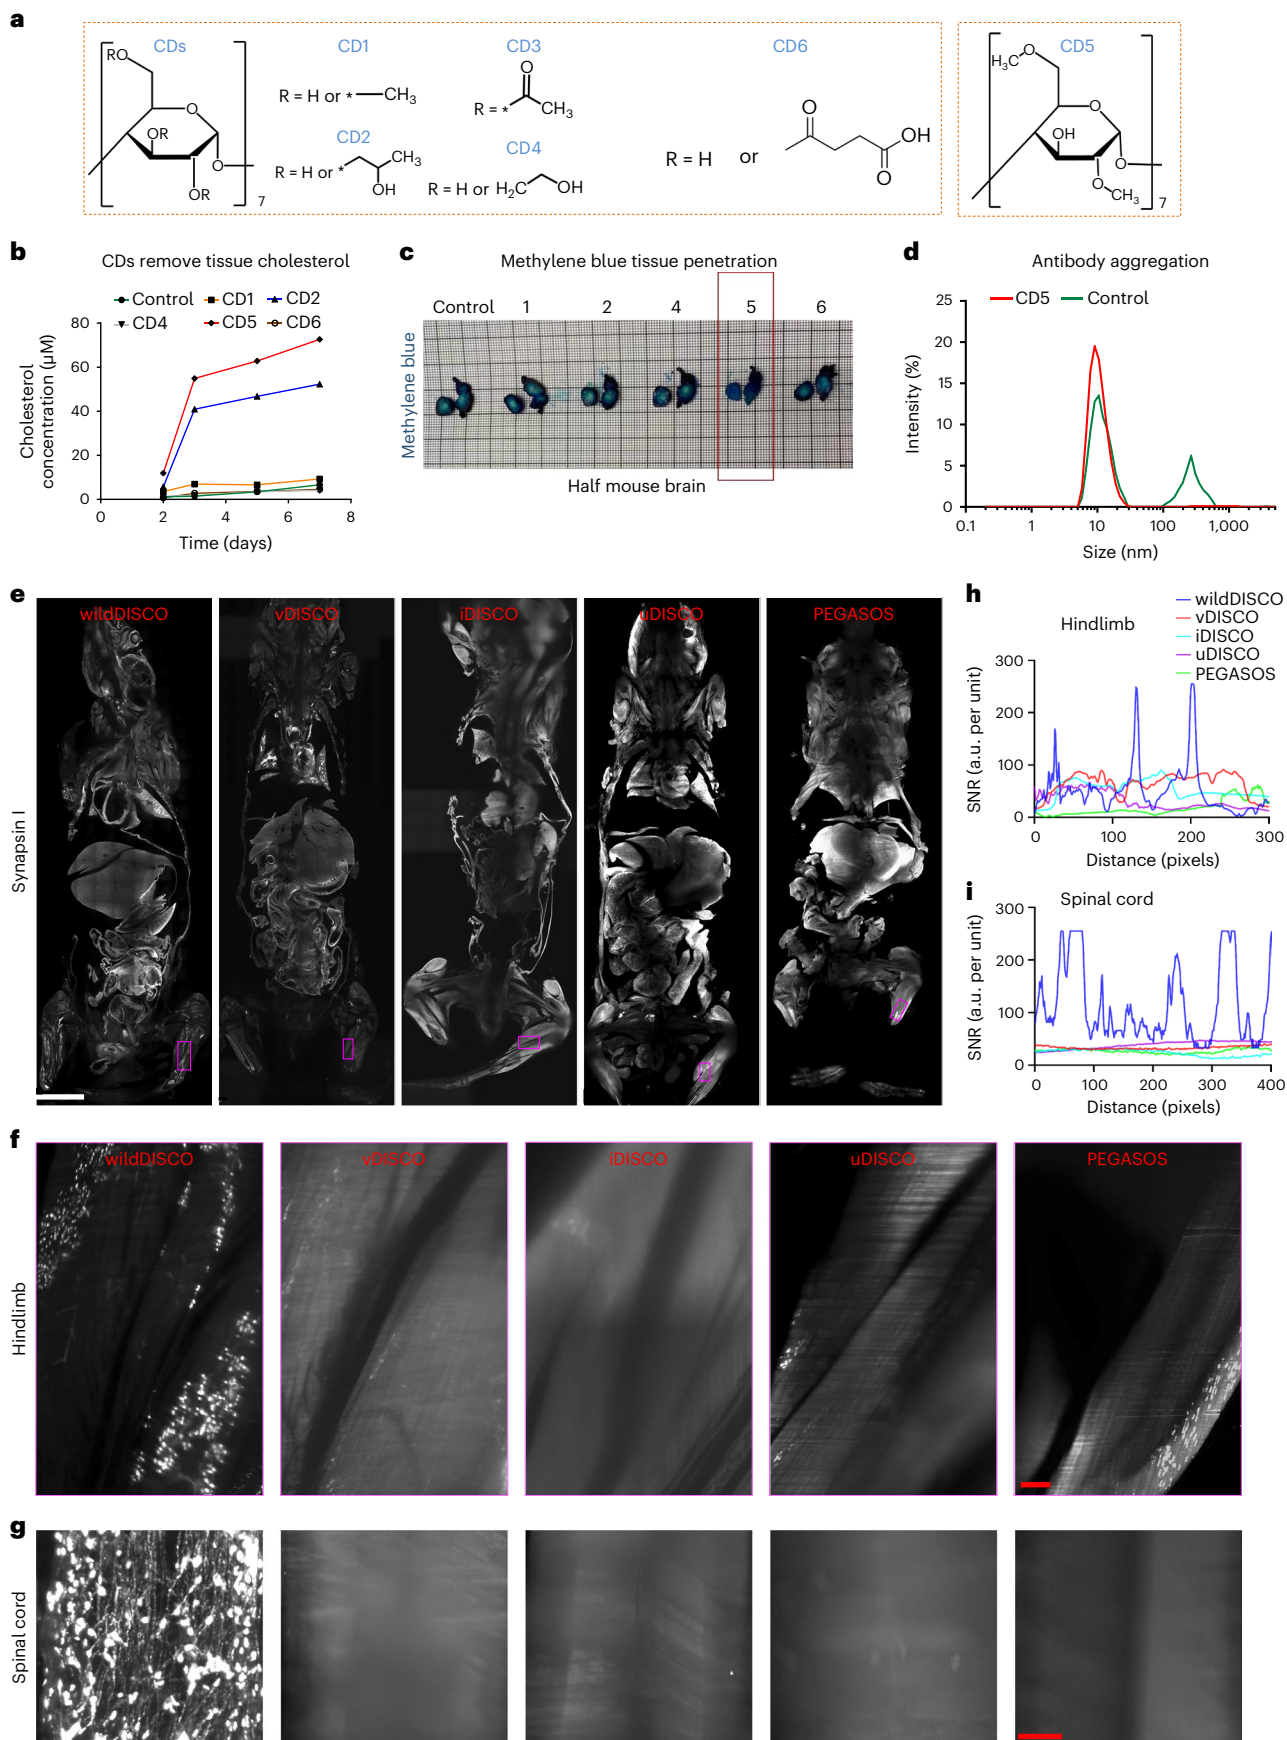 a
CDs
RO
O
OR
O
OR
7
CD1
R = H or *
CH3
CD2
R = H or *
CH3
OH
CD3
O
R = *
CH3
CD4
R = H or H2C
OH
CD6
R = H or
O
OH
O
CD5
H3C
O
O
OH
O
O
CH3
7
b
CDs remove tissue cholesterol
Control
CD1
CD2
CD4
CD5
CD6
Cholesterol
concentration (µM)
80
60
40
20
0
0
2
4
6
8
Time (days)
c
Methylene blue tissue penetration
Control
1
2
4
5
6
Methylene blue
Half mouse brain
d
Antibody aggregation
CD5
Control
Intensity (%)
25
20
15
10
5
0
0.1
1
10
100
1,000
Size (nm)
e
Synapsin I
wildDISCO
vDISCO
iDISCO
uDISCO
PEGASOS
h
Hindlimb
wildDISCO
vDISCO
iDISCO
uDISCO
PEGASOS
SNR (a.u. per unit)
300
200
100
0
0
100
200
300
Distance (pixels)
i
Spinal cord
SNR (a.u. per unit)
300
200
100
0
0
100
200
300
400
Distance (pixels)
f
Hindlimb
wildDISCO
vDISCO
iDISCO
uDISCO
PEGASOS
g
Spinal cord